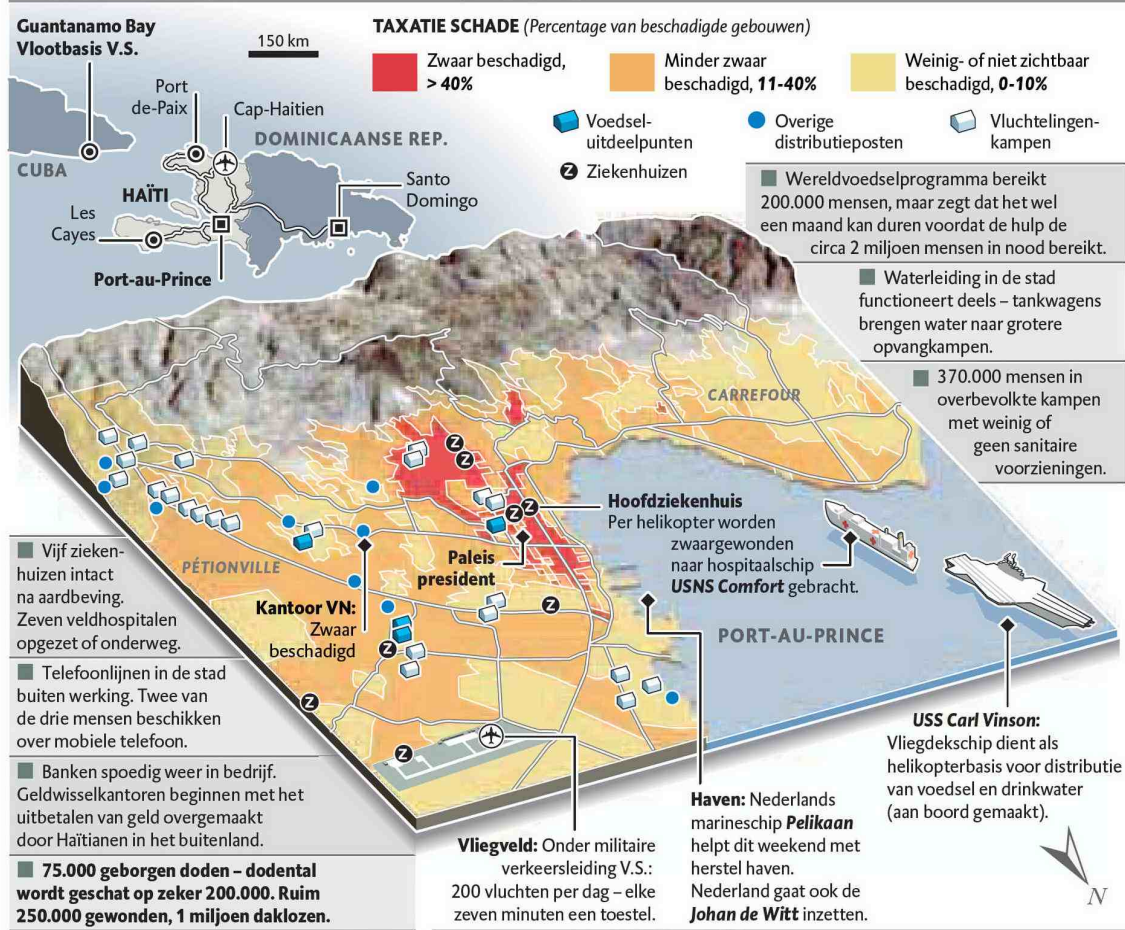 Guantanamo Bay
Vlootbasis V.S.
150 km
Port
de-Paix
Cap-Haitien
DOMINICAANSE REP.
CUBA
HAÏTI
Santo
Domingo
Les
Cayes
Port-au-Prince
TAXATIE SCHADE (Percentage van beschadigde gebouwen)
Zwaar beschadigd,
> 40%
Minder zwaar
beschadigd, 11-40%
Weinig- of niet zichtbaar
beschadigd, 0-10%
Voedsel-
uitdeelpunten
Overige
distributieposten
Vluchtelingen-
kampen
Z Ziekenhuizen
Wereldvoedselprogramma bereikt
200.000 mensen, maar zegt dat het wel
een maand kan duren voordat de hulp de
circa 2 miljoen mensen in nood bereikt.
Waterleiding in de stad
functioneert deels – tankwagens
brengen water naar grotere
opvangkampen.
370.000 mensen in
overbevolkte kampen
met weinig of
geen sanitaire
voorzieningen.
CARREFOUR
Z
Z
Z
Z
Hoofdziekenhuis
Per helikopter worden
zwaargewonden
naar hospitaalschip
USNS Comfort gebracht.
Paleis
president
PÉTIONVILLE
Kantoor VN:
Zwaar
beschadigd
Z
Z
Z
Z
PORT-AU-PRINCE
Vijf zieken-
huizen intact
na aardbeving.
Zeven veldhospitalen
opgezet of onderweg.
Telefoonlijnen in de stad
buiten werking. Twee van
de drie mensen beschikken
over mobiele telefoon.
Banken spoedig weer in bedrijf.
Geldwisselkantoren beginnen met het
uitbetalen van geld overgemaakt
door Haïtianen in het buitenland.
75.000 geborgen doden – dodental
wordt geschat op zeker 200.000. Ruim
250.000 gewonden, 1 miljoen daklozen.
Vliegveld: Onder militaire
verkeersleiding V.S.:
200 vluchten per dag – elke
zeven minuten een toestel.
Haven: Nederlands
marineschip Pelikaan
helpt dit weekend met
herstel haven.
Nederland gaat ook de
Johan de Witt inzetten.
USS Carl Vinson:
Vliegdekschip dient als
helikopterbasis voor distributie
van voedsel en drinkwater
(aan boord gemaakt).
N